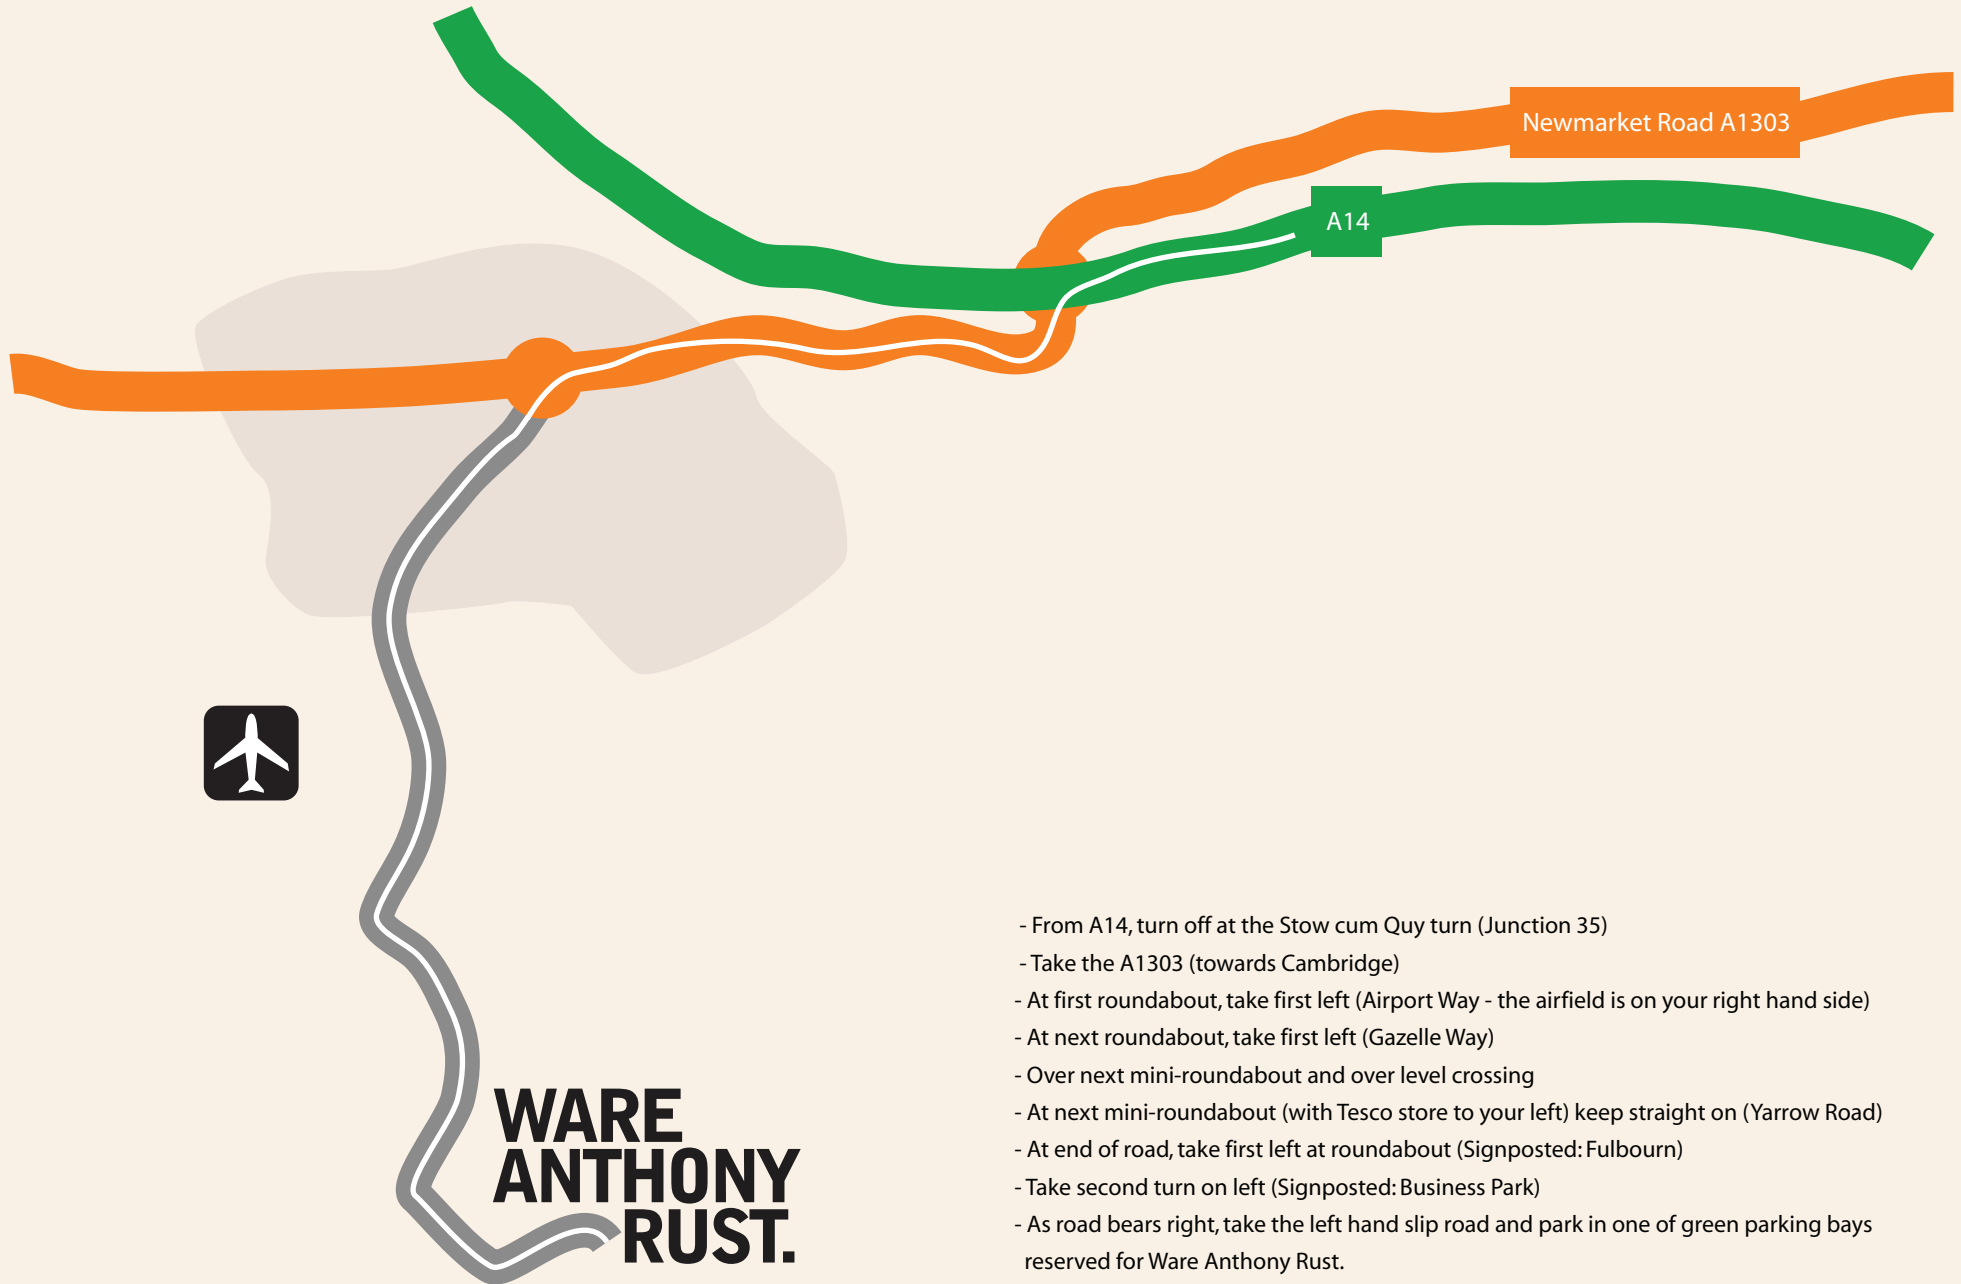 Newmarket Road A1303
A14
WARE
ANTHONY
RUST.
- From A14, turn off at the Stow cum Quy turn (Junction 35)
- Take the A1303 (towards Cambridge)
- At first roundabout, take first left (Airport Way - the airfield is on your right hand side)
- At next roundabout, take first left (Gazelle Way)
- Over next mini-roundabout and over level crossing
- At next mini-roundabout (with Tesco store to your left) keep straight on (Yarrow Road)
- At end of road, take first left at roundabout (Signposted: Fulbourn)
- Take second turn on left (Signposted: Business Park)
- As road bears right, take the left hand slip road and park in one of green parking bays
reserved for Ware Anthony Rust.